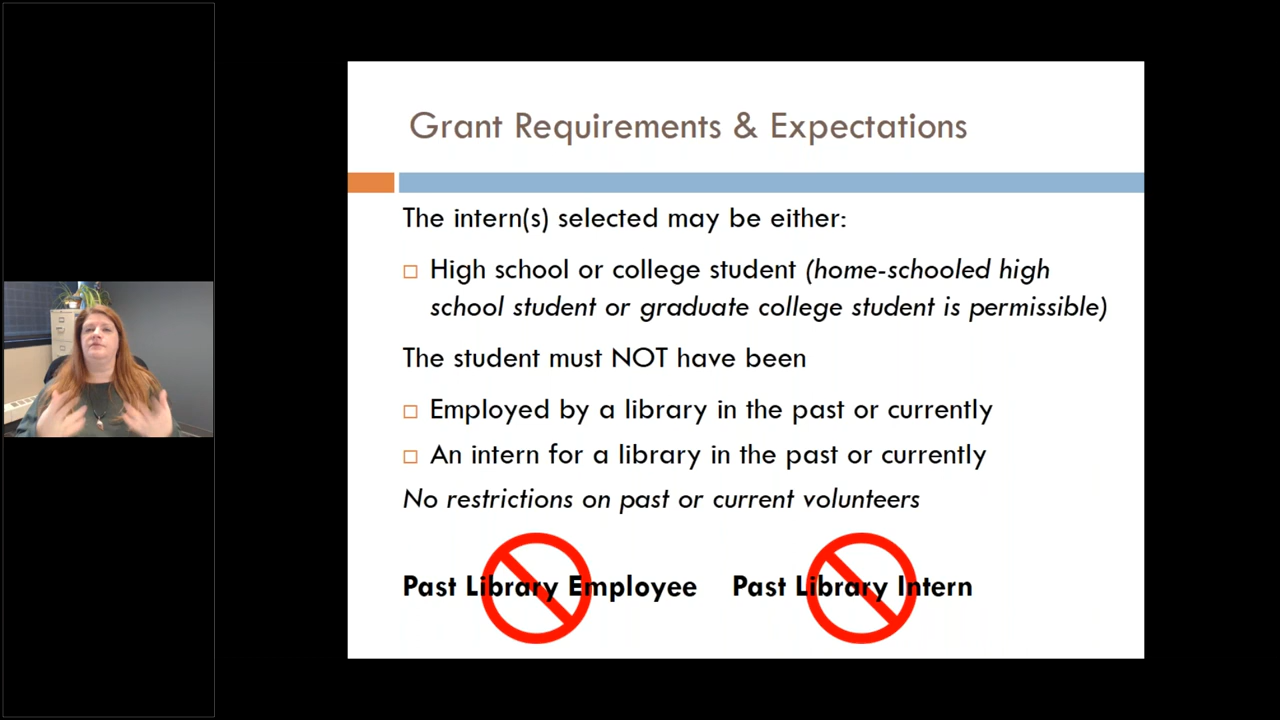 Grant Requirements & Expectations
The intern(s) selected may be either:
High school or college student (home-schooled high
school student or graduate college student is permissible)
The student must NOT have been
Employed by a library in the past or currently
An intern for a library in the past or currently
No restrictions on past or current volunteers
Past Library Employee
Past Library Intern